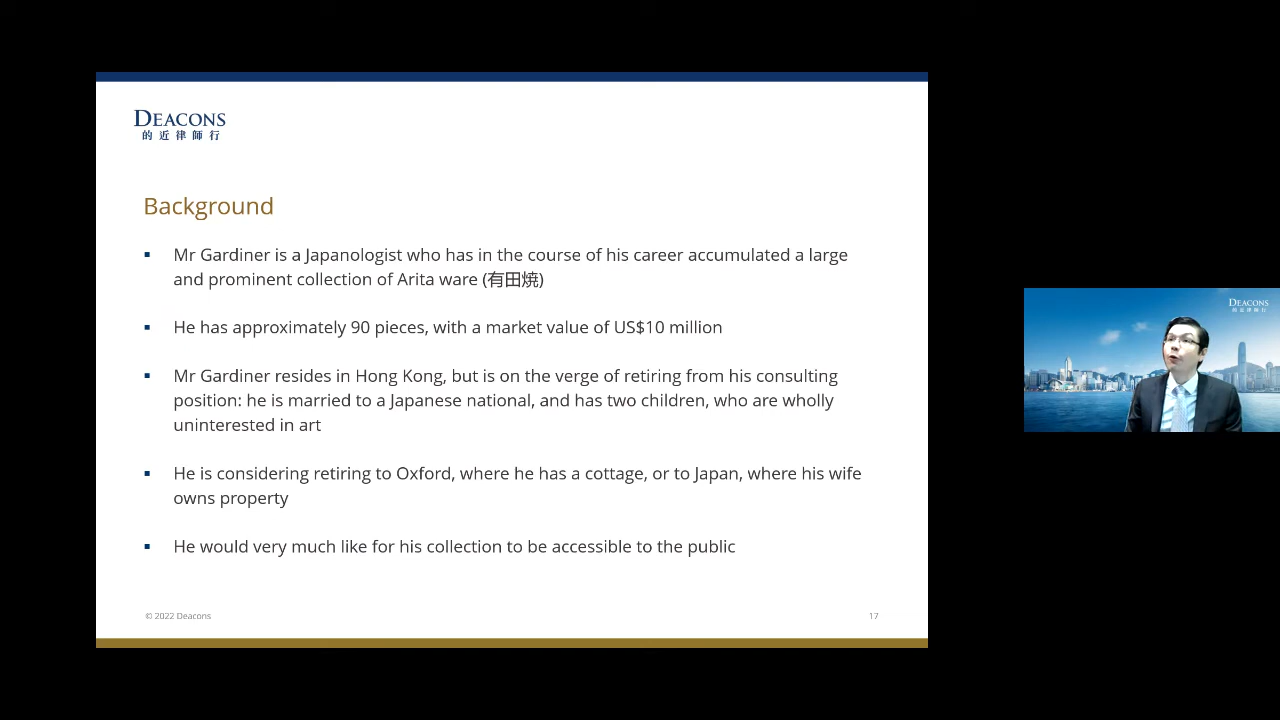 DEACONS
的近律師行
Background
▪ Mr Gardiner is a Japanologist who has in the course of his career accumulated a large
and prominent collection of Arita ware (有田焼)
▪ He has approximately 90 pieces, with a market value of US$10 million
▪ Mr Gardiner resides in Hong Kong, but is on the verge of retiring from his consulting
position: he is married to a Japanese national, and has two children, who are wholly
uninterested in art
▪ He is considering retiring to Oxford, where he has a cottage, or to Japan, where his wife
owns property
▪ He would very much like for his collection to be accessible to the public
© 2022 Deacons
17
DEACONS